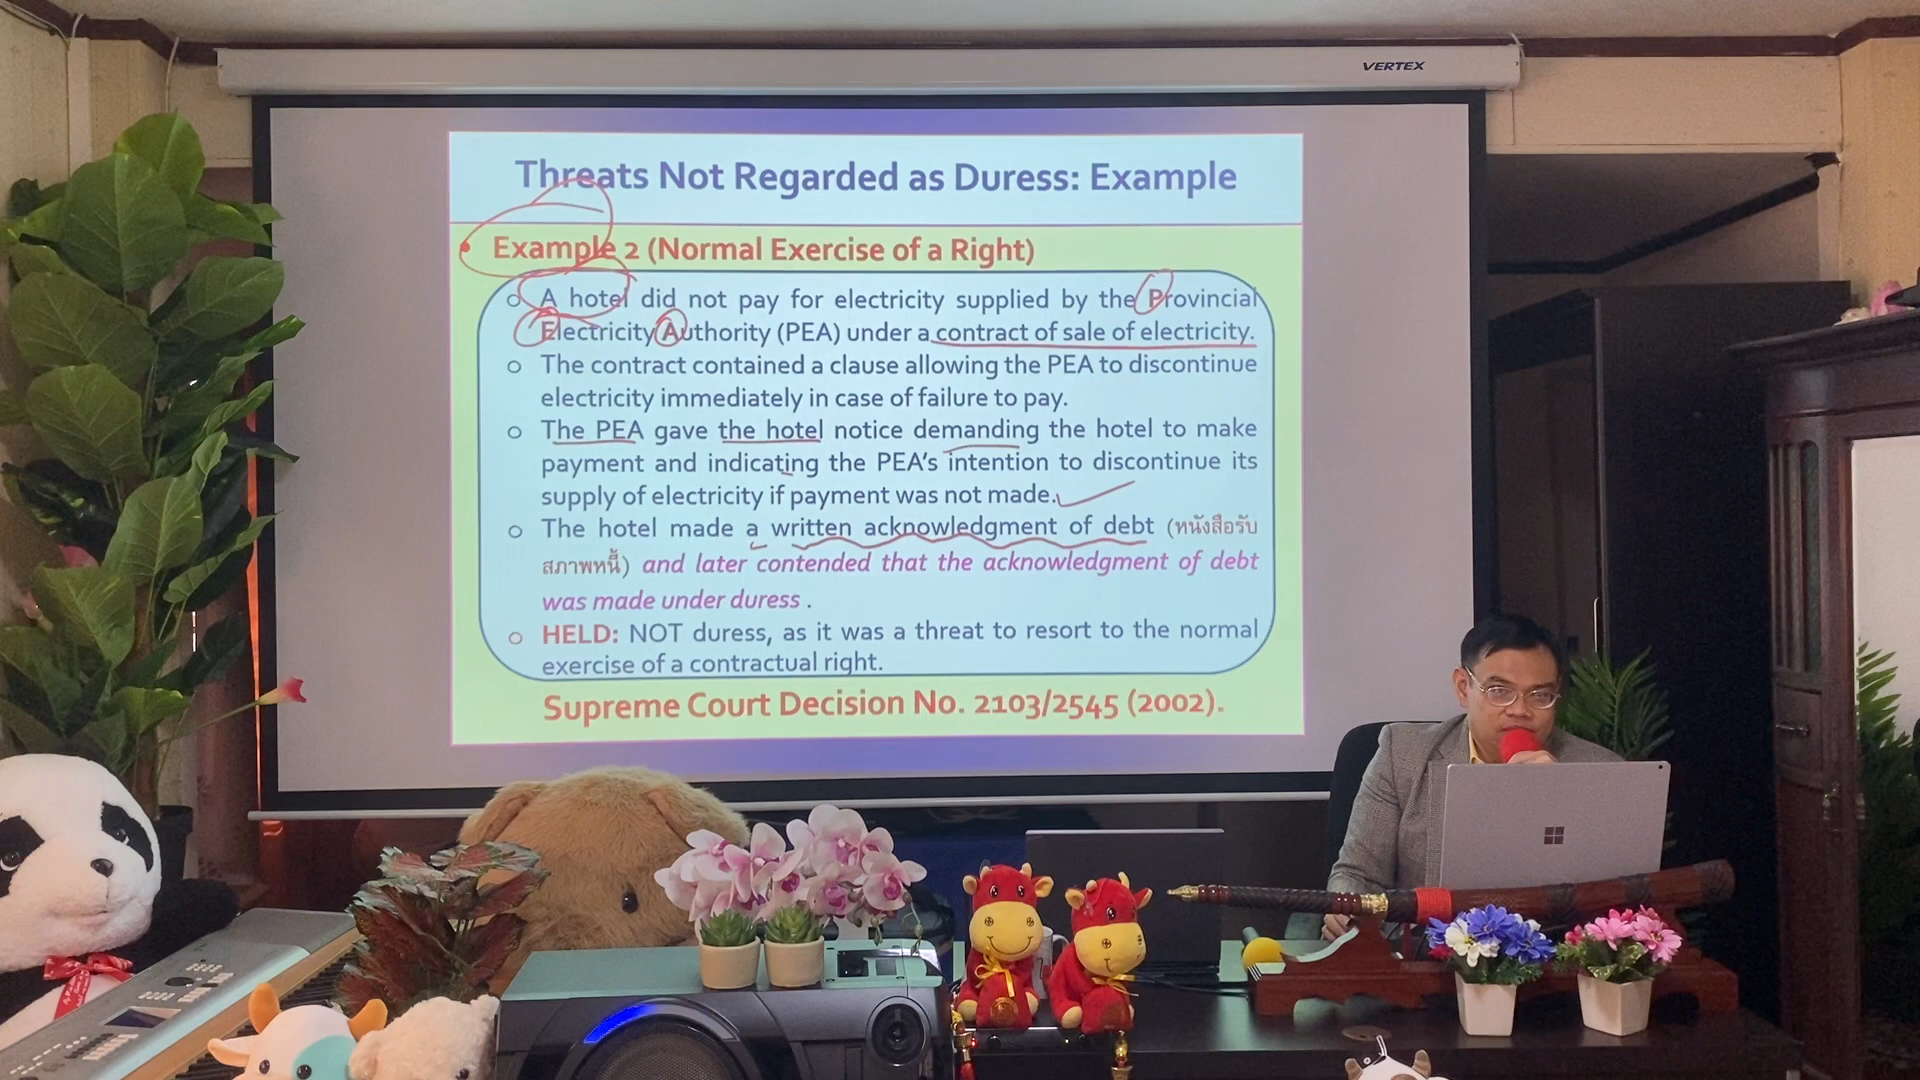 VERTEX
Threats Not Regarded as Duress: Example
• Example 2 (Normal Exercise of a Right)
o A hotel did not pay for electricity supplied by the Provincial
Electricity Authority (PEA) under a contract of sale of electricity.
o The contract contained a clause allowing the PEA to discontinue
electricity immediately in case of failure to pay.
o The PEA gave the hotel notice demanding the hotel to make
payment and indicating the PEA's intention to discontinue its
supply of electricity if payment was not made.
o The hotel made a written acknowledgment of debt (หนังสือรับ
สภาพหนี้) and later contended that the acknowledgment of debt
was made under duress .
o HELD: NOT duress, as it was a threat to resort to the normal
exercise of a contractual right.
Supreme Court Decision No. 2103/2545 (2002).